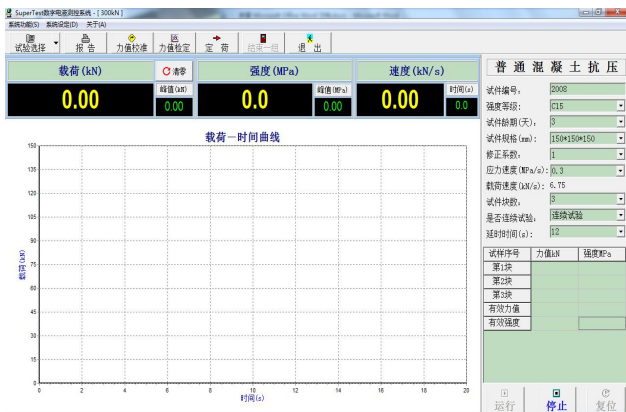 SuperTest数字电液测控系统 - [300kN]
系统功能(S) 系统设定(D) 关于(A)
试验选择 报 告 力值校准 力值检定 定 荷 结束一组 退 出
载荷(kN) 清零 强度(MPa) 速度(kN/s)
0.00 峰值(kN) 0.00 0.0 峰值(MPa) 0.00 0.00 时间(s) 0.0
载荷－时间曲线
150
135
120
105
90
75
60
45
30
15
0
载荷(kN)
0 2 4 6 8 10 12 14 16 18 20
时间(s)
普通混凝土抗压
试件编号: 2008
强度等级: C15
试件龄期(天): 3
试件规格(mm): 150*150*150
修正系数: 1
应力速度(MPa/s): 0.3
载荷速度(kN/s): 6.75
试件块数: 3
是否连续试验: 连续试验
延时时间(s): 12
试样序号 力值kN 强度MPa
第1块
第2块
第3块
有效力值
有效强度
运行 停止 复位